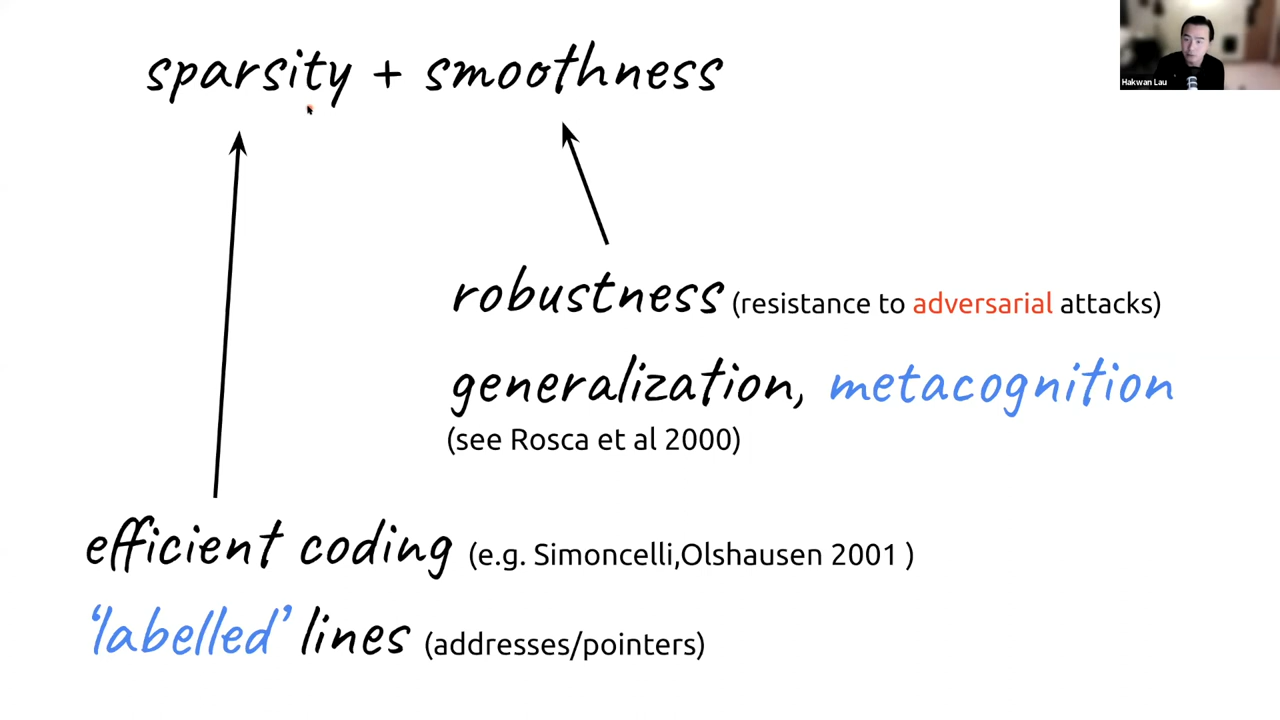 sparsity + smoothness
Hakwan Lau
robustness (resistance to adversarial attacks)
generalization, metacognition
(see Rosca et al 2000)
efficient coding (e.g. Simoncelli,Olshausen 2001 )
‘labelled’ lines (addresses/pointers)